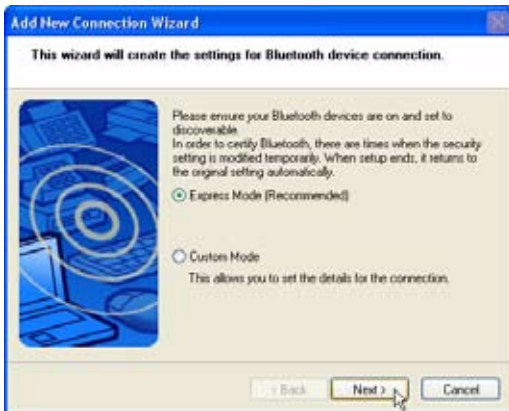 Add New Connection Wizard
This wizard will create the settings for Bluetooth device connection.
Please ensure your Bluetooth devices are on and set to
discoverable.
In order to certify Bluetooth, there are times when the security
setting is modified temporarily. When setup ends, it returns to
the original setting automatically.
Express Mode (Recommended)
Custom Mode
This allows you to set the details for the connection.
< Back Next > Cancel